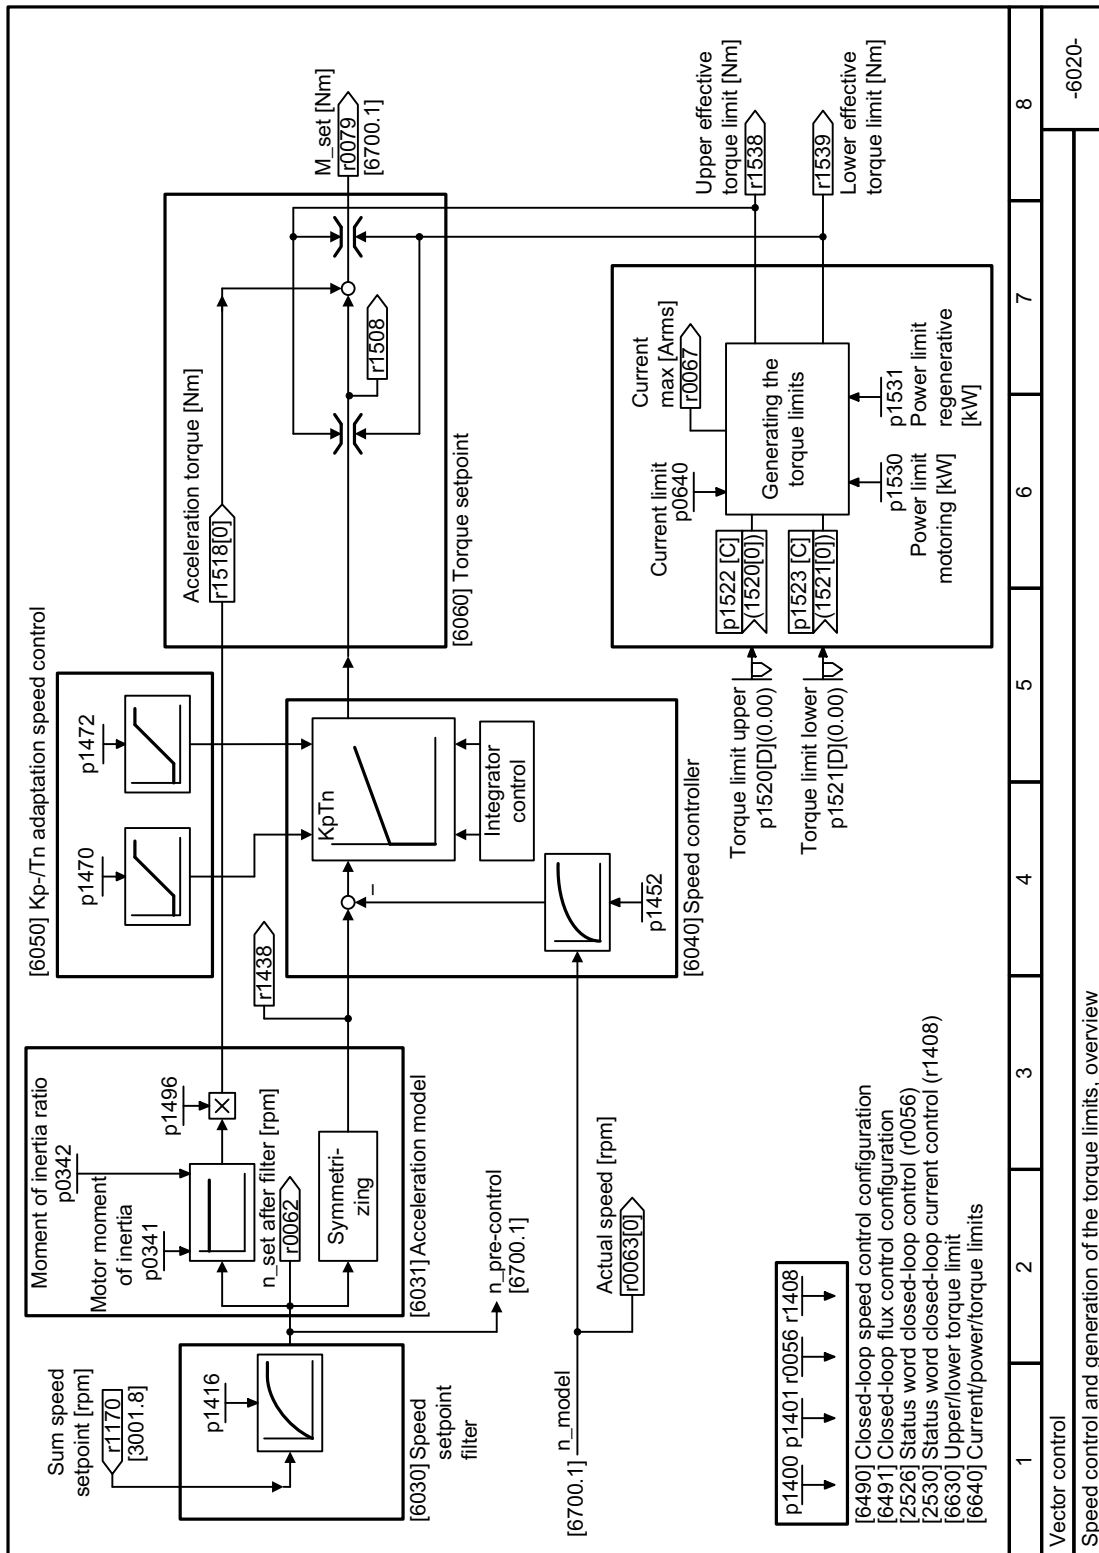 Sum speed
setpoint [rpm]
r1170
[3001.8]
p1416
[6030] Speed
setpoint
filter
Moment of inertia ratio
p0342
Motor moment
of inertia
p0341
p1496
n_set after filter [rpm]
r0062
Symmetri-
zing
[6031] Acceleration model
n_pre-control
[6700.1]
r1438
[6050] Kp-/Tn adaptation speed control
p1470
p1472
KpTn
Integrator
control
–
p1452
[6040] Speed controller
[6700.1]
n_model
Actual speed [rpm]
r0063[0]
Acceleration torque [Nm]
r1518[0]
r1508
[6060] Torque setpoint
M_set [Nm]
r0079
[6700.1]
Torque limit upper
p1520[D](0.00)
Torque limit lower
p1521[D](0.00)
p1522 [C]
(1520[0])
p1523 [C]
(1521[0])
Current limit
p0640
Current
max [Arms]
r0067
Generating the
torque limits
p1530
Power limit
motoring [kW]
p1531
Power limit
regenerative
[kW]
Upper effective
torque limit [Nm]
r1538
r1539
Lower effective
torque limit [Nm]
p1400 p1401 r0056 r1408
[6490] Closed-loop speed control configuration
[6491] Closed-loop flux control configuration
[2526] Status word closed-loop control (r0056)
[2530] Status word closed-loop current control (r1408)
[6630] Upper/lower torque limit
[6640] Current/power/torque limits
1 2 3 4 5 6 7 8
Vector control
Speed control and generation of the torque limits, overview
-6020-